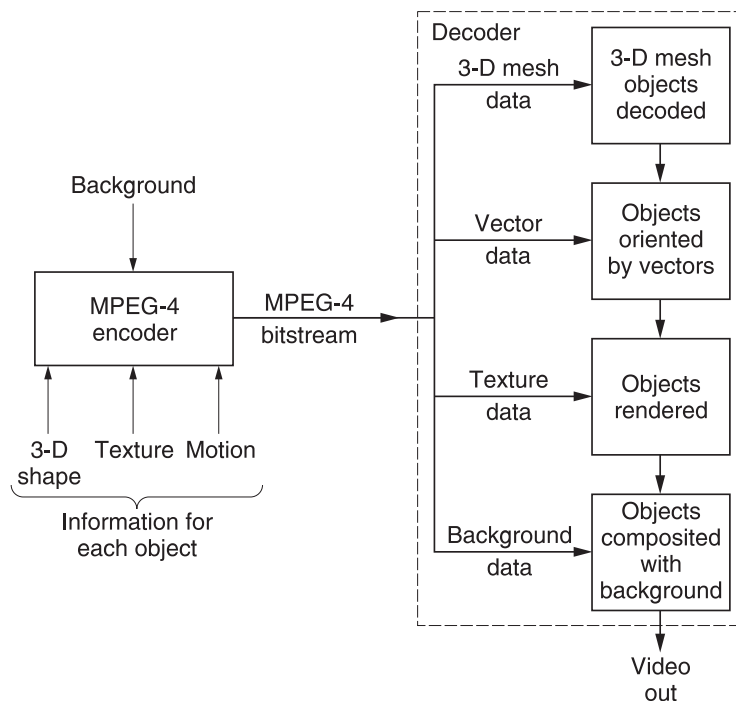 Decoder
3-D mesh
data
3-D mesh
objects
decoded
Background
Vector
data
Objects
oriented
by vectors
MPEG-4
encoder
MPEG-4
bitstream
Texture
data
Objects
rendered
3-D
shape
Texture
Motion
Information for
each object
Background
data
Objects
composited
with
background
Video
out